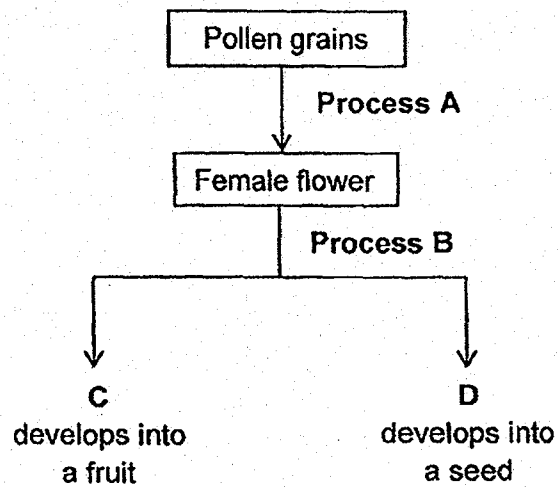 Pollen grains
Process A
Female flower
Process B
C
develops into
a fruit
D
develops into
a seed